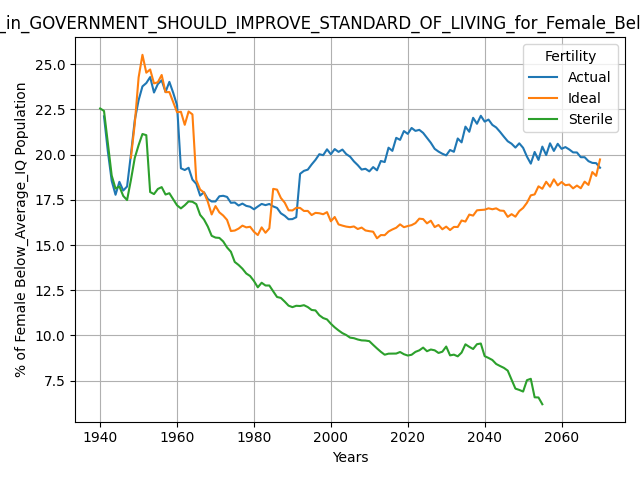 _in_GOVERNMENT_SHOULD_IMPROVE_STANDARD_OF_LIVING_for_Female_Bel
% of Female Below_Average_IQ Population
25.0
22.5
20.0
17.5
15.0
12.5
10.0
7.5
Fertility
Actual
Ideal
Sterile
1940 1960 1980 2000 2020 2040 2060
Years